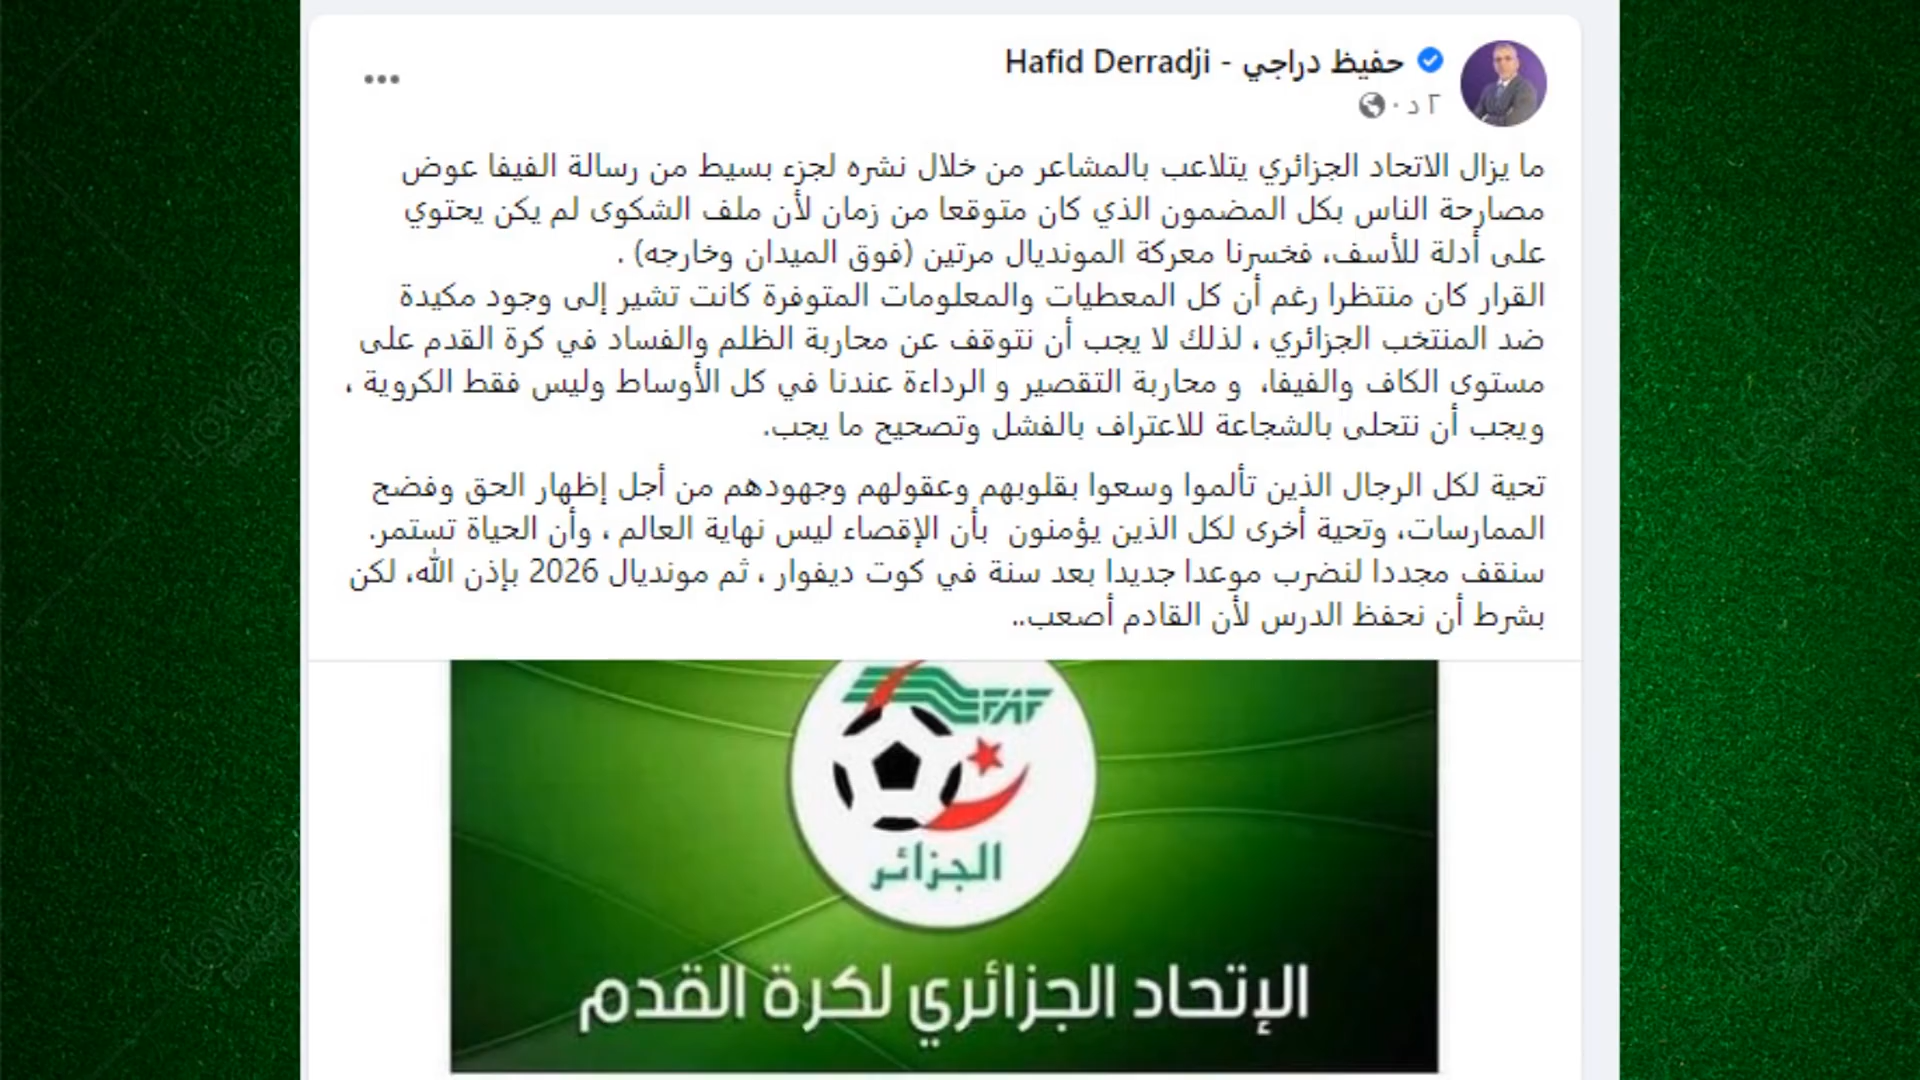 حفيظ دراجي - Hafid Derradji
٢ د ·
ما يزال الاتحاد الجزائري يتلاعب بالمشاعر من خلال نشره لجزء بسيط من رسالة الفيفا عوض
مصارحة الناس بكل المضمون الذي كان متوقعا من زمان لأن ملف الشكوى لم يكن يحتوي
على أدلة للأسف، فخسرنا معركة المونديال مرتين (فوق الميدان وخارجه) .
القرار كان منتظرا رغم أن كل المعطيات والمعلومات المتوفرة كانت تشير إلى وجود مكيدة
ضد المنتخب الجزائري ، لذلك لا يجب أن نتوقف عن محاربة الظلم والفساد في كرة القدم على
مستوى الكاف والفيفا، و محاربة التقصير و الرداءة عندنا في كل الأوساط وليس فقط الكروية ،
ويجب أن نتحلى بالشجاعة للاعتراف بالفشل وتصحيح ما يجب.
تحية لكل الرجال الذين تألموا وسعوا بقلوبهم وعقولهم وجهودهم من أجل إظهار الحق وفضح
الممارسات، وتحية أخرى لكل الذين يؤمنون بأن الإقصاء ليس نهاية العالم ، وأن الحياة تستمر.
سنقف مجددا لنضرب موعدا جديدا بعد سنة في كوت ديفوار ، ثم مونديال 2026 بإذن الله، لكن
بشرط أن نحفظ الدرس لأن القادم أصعب..
FAF
الجزائر
الإتحاد الجزائري لكرة القدم